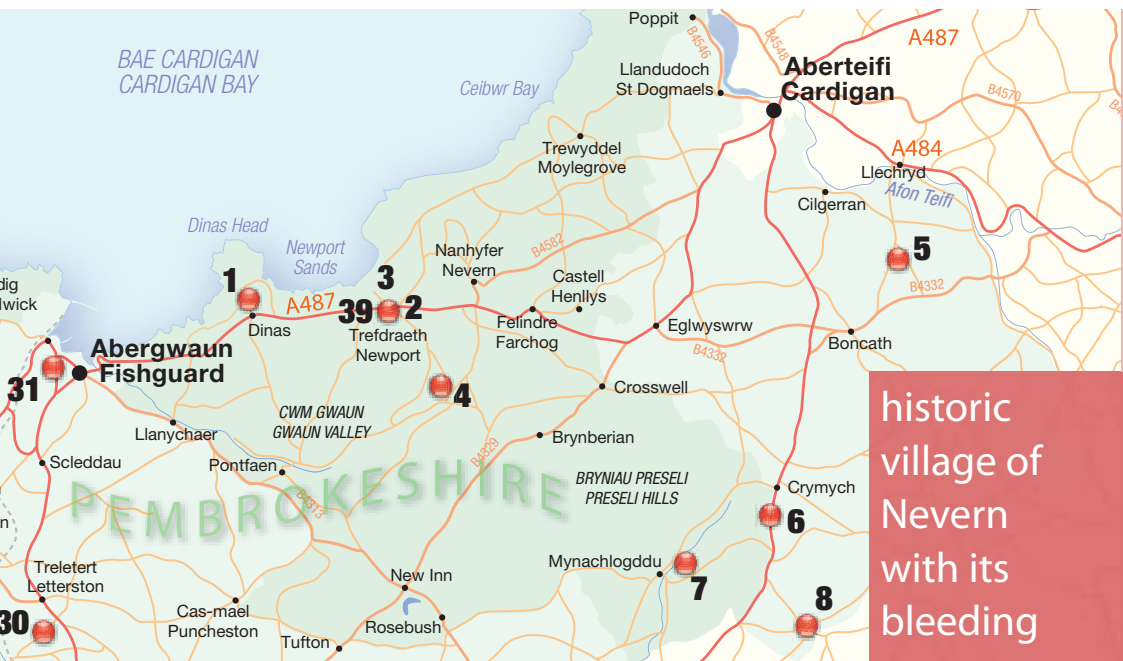 Poppit
B4546
B4548
A487
BAE CARDIGAN
CARDIGAN BAY
Ceibwr Bay
Llandudoch
St Dogmaels
Aberteifi
Cardigan
B4570
Trewyddel
Moylegrove
A484
Llechryd
Afon Teifi
Cilgerran
Dinas Head
Newport
Sands
Nanhyfer
Nevern
B4582
Castell
Henllys
5
B4332
1
A487
3
39
2
Dinas
Trefdraeth
Newport
Felindre
Farchog
Eglwyswrw
B4332
Boncath
dig
wick
Abergwaun
Fishguard
31
4
Crosswell
CWM GWAUN
GWAUN VALLEY
Llanychaer
Brynberian
Scleddau
Pontfaen
B4329
BRYNIAU PRESELI
PRESELI HILLS
PEMBROKESHIRE
B4313
Crymych
6
n
Treletert
Letterston
Mynachlogddu
7
New Inn
Cas-mael
Puncheston
Rosebush
8
30
Tufton
historic
village of
Nevern
with its
bleeding